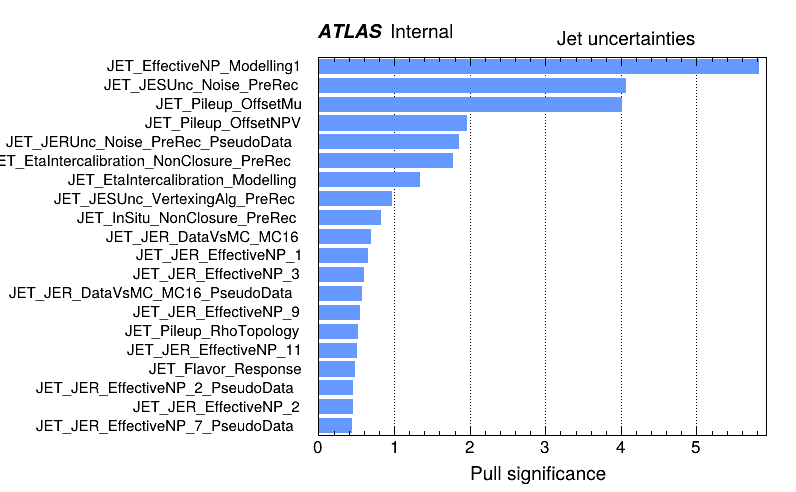 ATLAS Internal
Jet uncertainties
JET_EffectiveNP_Modelling1
JET_JESUnc_Noise_PreRec
JET_Pileup_OffsetMu
JET_Pileup_OffsetNPV
JET_JERUnc_Noise_PreRec_PseudoData
ET_EtaIntercalibration_NonClosure_PreRec
JET_EtaIntercalibration_Modelling
JET_JESUnc_VertexingAlg_PreRec
JET_InSitu_NonClosure_PreRec
JET_JER_DataVsMC_MC16
JET_JER_EffectiveNP_1
JET_JER_EffectiveNP_3
JET_JER_DataVsMC_MC16_PseudoData
JET_JER_EffectiveNP_9
JET_Pileup_RhoTopology
JET_JER_EffectiveNP_11
JET_Flavor_Response
JET_JER_EffectiveNP_2_PseudoData
JET_JER_EffectiveNP_2
JET_JER_EffectiveNP_7_PseudoData
0 1 2 3 4 5
Pull significance